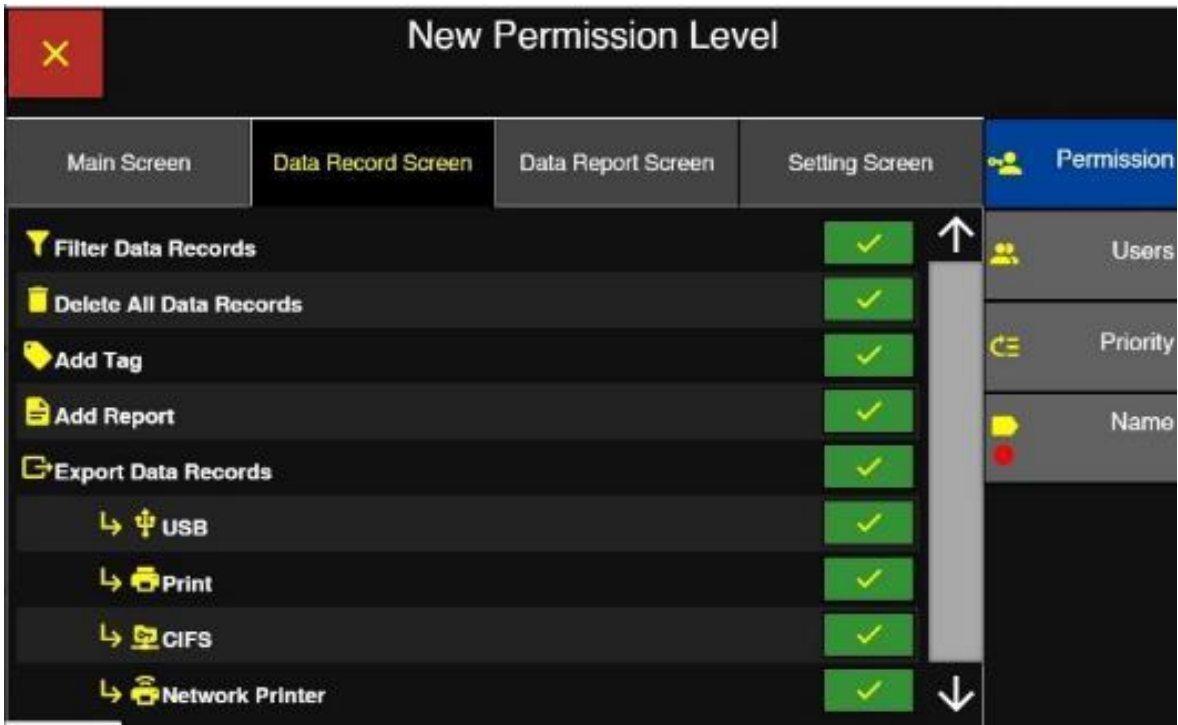 New Permission Level
Main Screen
Data Record Screen
Data Report Screen
Setting Screen
Permission
Filter Data Records
Users
Delete All Data Records
Add Tag
Priority
Add Report
Name
Export Data Records
USB
Print
CIFS
Network Printer